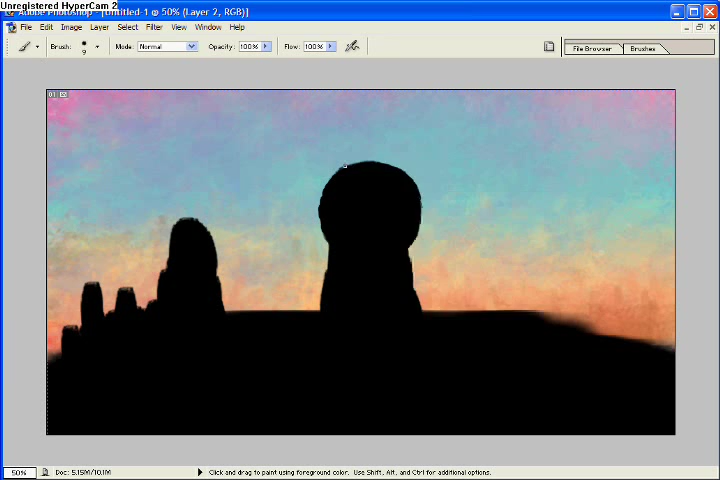 Unregistered HyperCam 2
Adobe Photoshop - [Untitled-1 @ 50% (Layer 2, RGB)]
File Edit Image Layer Select Filter View Window Help
Brush: 9 Mode: Normal Opacity: 100% Flow: 100% File Browser Brushes
01
50% Doc: 5.15M/10.1M Click and drag to paint using foreground color. Use Shift, Alt, and Ctrl for additional options.